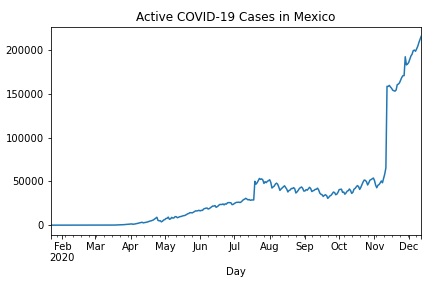 Active COVID-19 Cases in Mexico
200000
150000
100000
50000
0
Feb Mar Apr May Jun Jul Aug Sep Oct Nov Dec
2020
Day